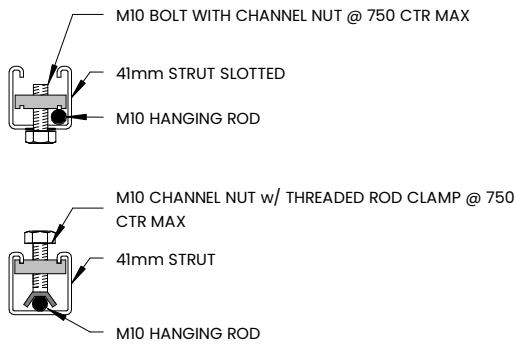 M10 BOLT WITH CHANNEL NUT @ 750 CTR MAX
41mm STRUT SLOTTED
M10 HANGING ROD
M10 CHANNEL NUT w/ THREADED ROD CLAMP @ 750
CTR MAX
41mm STRUT
M10 HANGING ROD